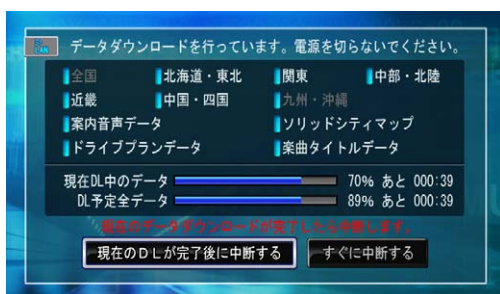 データダウンロードを行っています。電源を切らないでください。
全国 北海道・東北 関東 中部・北陸
近畿 中国・四国 九州・沖縄
案内音声データ ソリッドシティマップ
ドライブプランデータ 楽曲タイトルデータ
現在DL中のデータ 70% あと 000:39
DL予定全データ 89% あと 000:39
現在のデータダウンロードが完了したら中断します。
現在のDLが完了後に中断する すぐに中断する